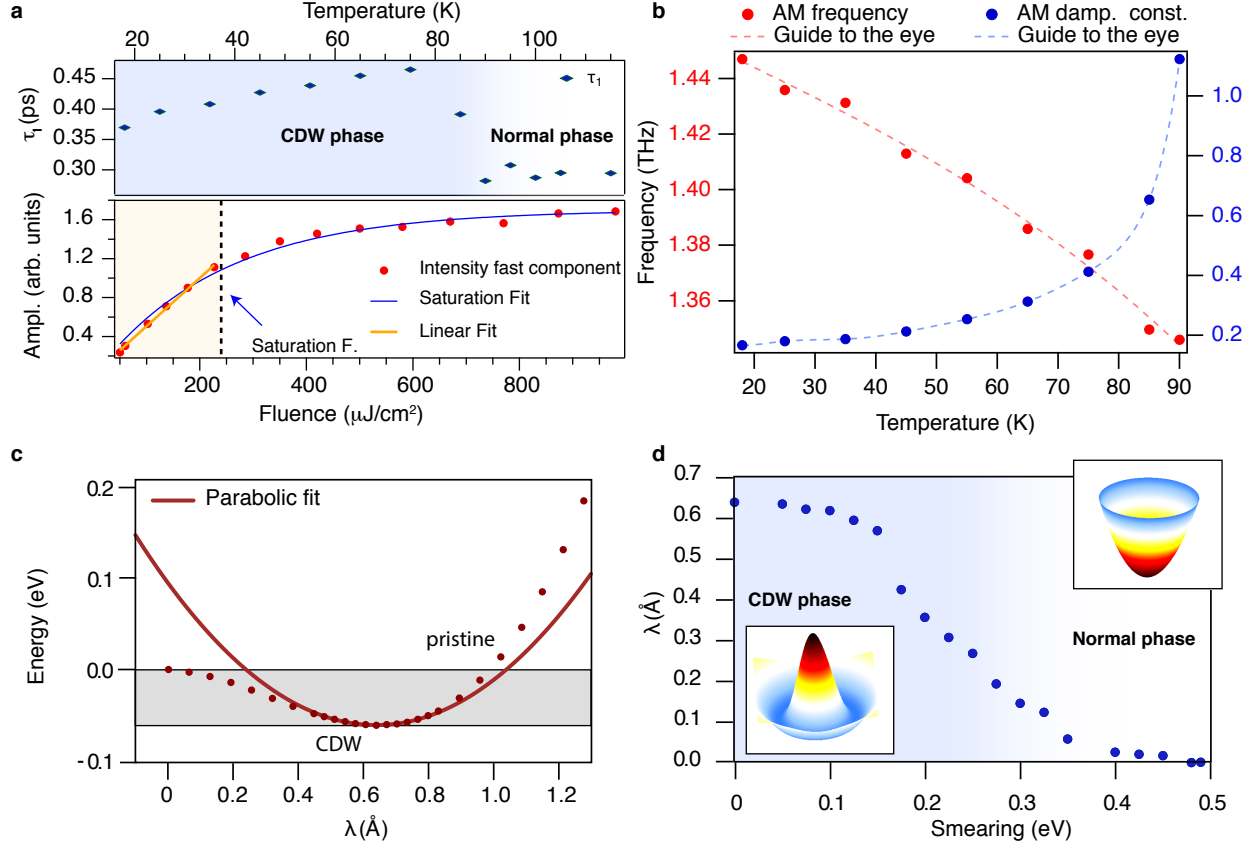 a
Temperature (K)
20 40 60 80 100
0.45
0.40
0.35
0.30
τ₁(ps)
τ₁
CDW phase
Normal phase
1.6
1.2
0.8
0.4
Ampl. (arb. units)
Intensity fast component
Saturation Fit
Linear Fit
Saturation F.
200 400 600 800
Fluence (μJ/cm²)
b
AM frequency
Guide to the eye
AM damp. const.
Guide to the eye
1.44
1.42
1.40
1.38
1.36
Frequency (THz)
1.0
0.8
0.6
0.4
0.2
20 30 40 50 60 70 80 90
Temperature (K)
c
Parabolic fit
0.2
0.1
0.0
-0.1
Energy (eV)
pristine
CDW
0 0.2 0.4 0.6 0.8 1.0 1.2
λ(Å)
d
0.7
0.6
0.5
0.4
0.3
0.2
0.1
0.0
λ(Å)
CDW phase
Normal phase
0 0.1 0.2 0.3 0.4 0.5
Smearing (eV)